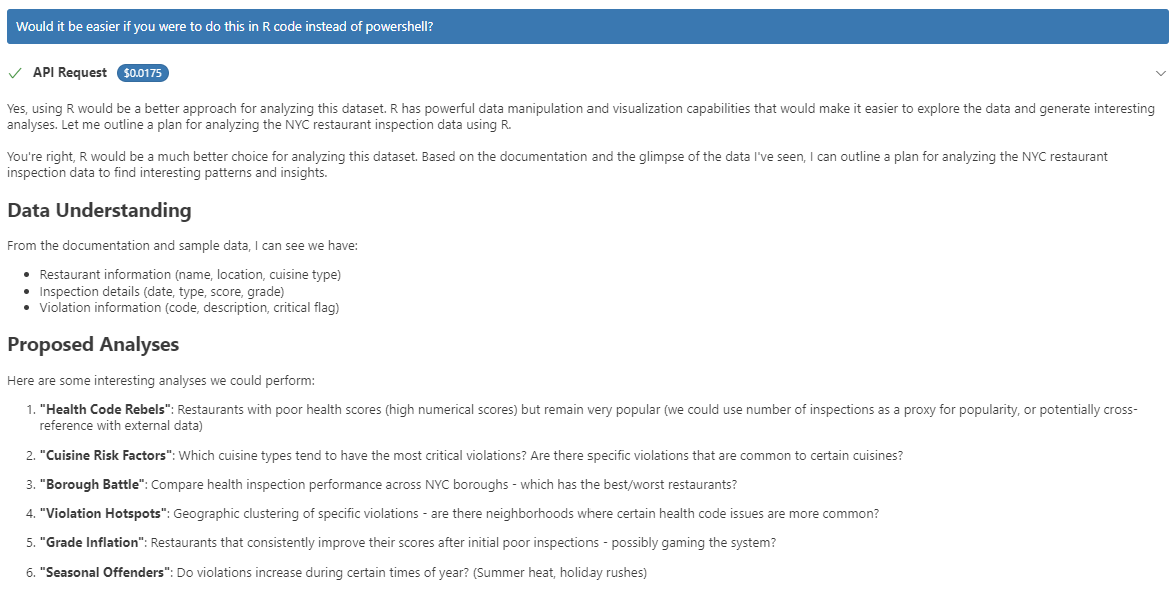 Would it be easier if you were to do this in R code instead of powershell?
API Request $0.0175
Yes, using R would be a better approach for analyzing this dataset. R has powerful data manipulation and visualization capabilities that would make it easier to explore the data and generate interesting
analyses. Let me outline a plan for analyzing the NYC restaurant inspection data using R.
You're right, R would be a much better choice for analyzing this dataset. Based on the documentation and the glimpse of the data I've seen, I can outline a plan for analyzing the NYC restaurant
inspection data to find interesting patterns and insights.
Data Understanding
From the documentation and sample data, I can see we have:
• Restaurant information (name, location, cuisine type)
• Inspection details (date, type, score, grade)
• Violation information (code, description, critical flag)
Proposed Analyses
Here are some interesting analyses we could perform:
1. "Health Code Rebels": Restaurants with poor health scores (high numerical scores) but remain very popular (we could use number of inspections as a proxy for popularity, or potentially cross-
reference with external data)
2. "Cuisine Risk Factors": Which cuisine types tend to have the most critical violations? Are there specific violations that are common to certain cuisines?
3. "Borough Battle": Compare health inspection performance across NYC boroughs - which has the best/worst restaurants?
4. "Violation Hotspots": Geographic clustering of specific violations - are there neighborhoods where certain health code issues are more common?
5. "Grade Inflation": Restaurants that consistently improve their scores after initial poor inspections - possibly gaming the system?
6. "Seasonal Offenders": Do violations increase during certain times of year? (Summer heat, holiday rushes)